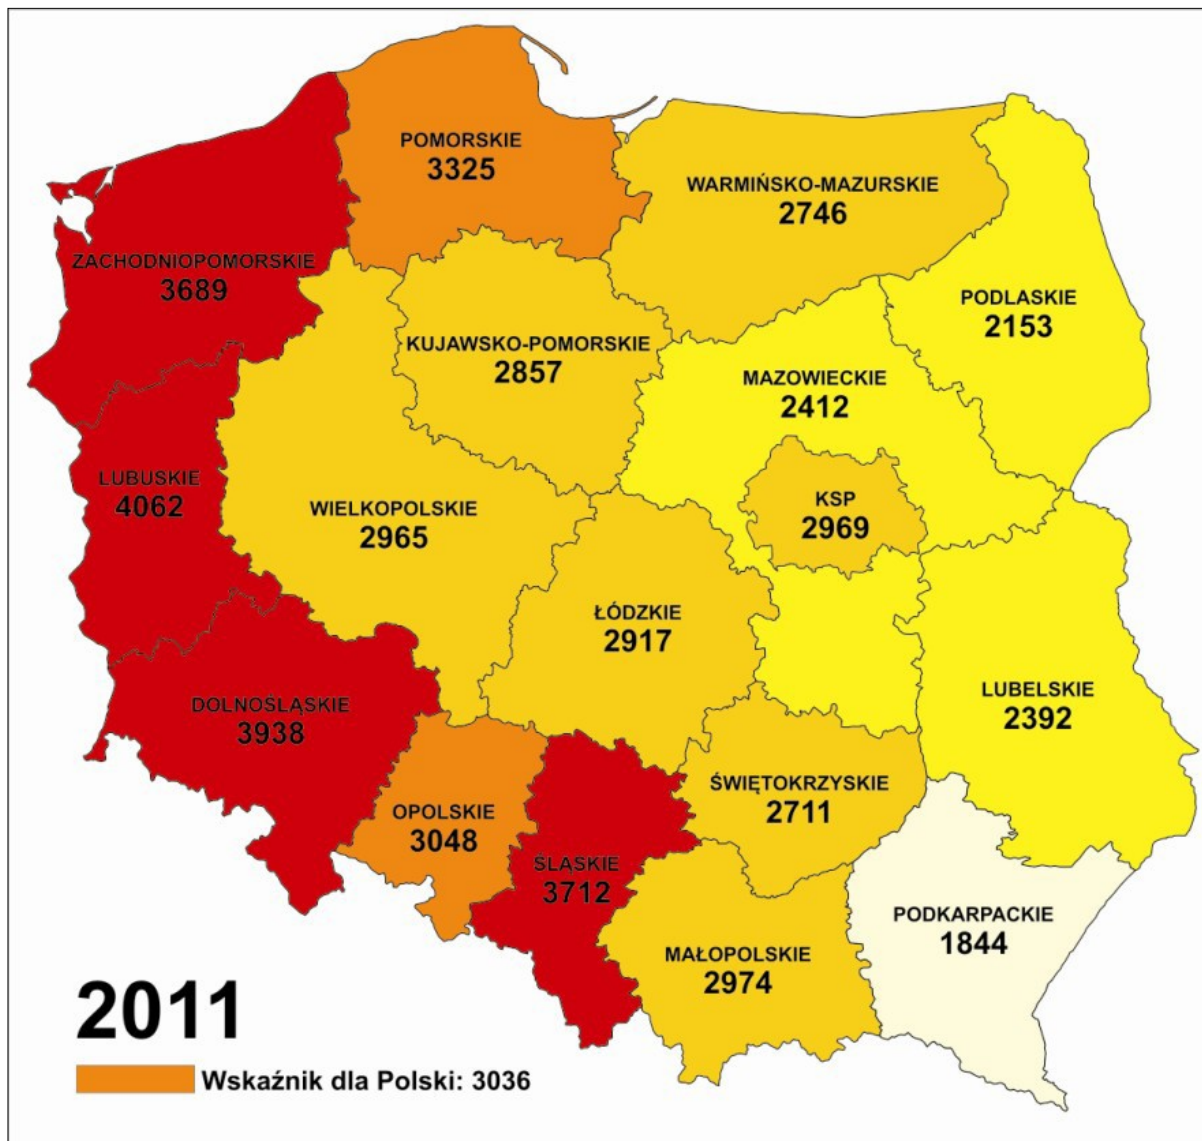 POMORSKIE
3325
WARMIŃSKO-MAZURSKIE
2746
ZACHODNIOPOMORSKIE
3689
PODLASKIE
2153
KUJAWSKO-POMORSKIE
2857
MAZOWIECKIE
2412
LUBUSKIE
4062
WIELKOPOLSKIE
2965
KSP
2969
ŁÓDZKIE
2917
DOLNOŚLĄSKIE
3938
LUBELSKIE
2392
OPOLSKIE
3048
ŚWIĘTOKRZYSKIE
2711
ŚLĄSKIE
3712
PODKARPACKIE
1844
MAŁOPOLSKIE
2974
2011
Wskaźnik dla Polski: 3036